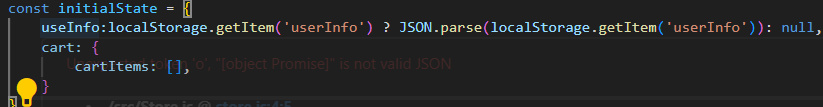 const initialState = {
useInfo:localStorage.getItem('userInfo') ? JSON.parse(localStorage.getItem('userInfo')): null,
cart: {
'o', "[object Promise]" is not valid JSON
cartItems: [],
}
}